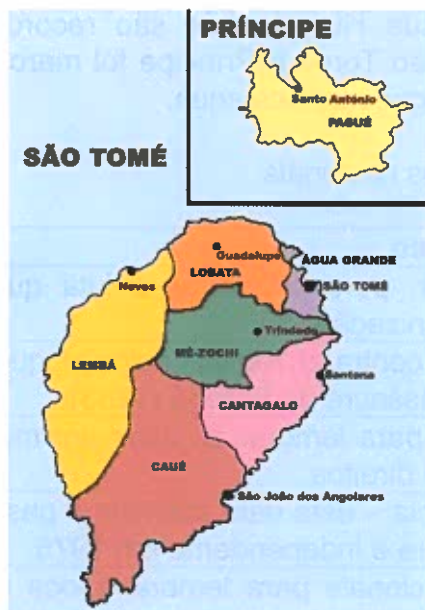 PRÍNCIPE
Santo António
PAGUÉ
SÃO TOMÉ
Guadalupe
ÁGUA GRANDE
LOBATA
Neves
SÃO TOMÉ
Trindade
MÉ-ZOCHI
LEMBÁ
Santana
CANTAGALO
CAUÉ
São João dos Angolares